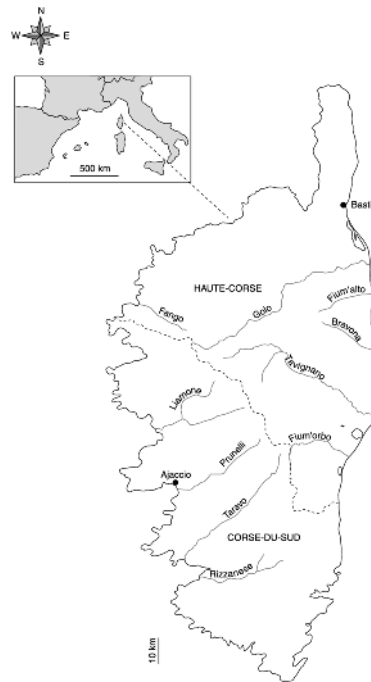 N
W E
S
500 km
Basti
HAUTE-CORSE
Fium'alto
Golo
Fango
Bravona
Tavignano
Liamone
Fium'orbo
Prunelli
Ajaccio
Taravo
CORSE-DU-SUD
Rizzanese
10 km